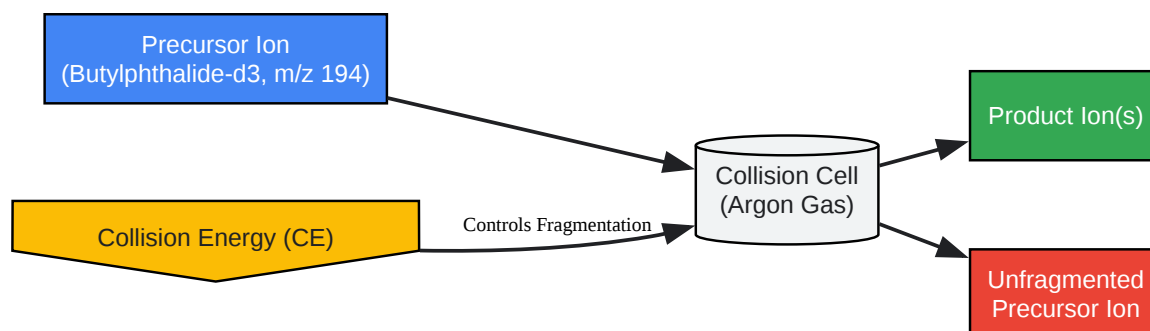 Precursor Ion
(Butylphthalide-d3, m/z 194)
Product Ion(s)
Collision Cell
(Argon Gas)
Controls Fragmentation
Collision Energy (CE)
Unfragmented
Precursor Ion